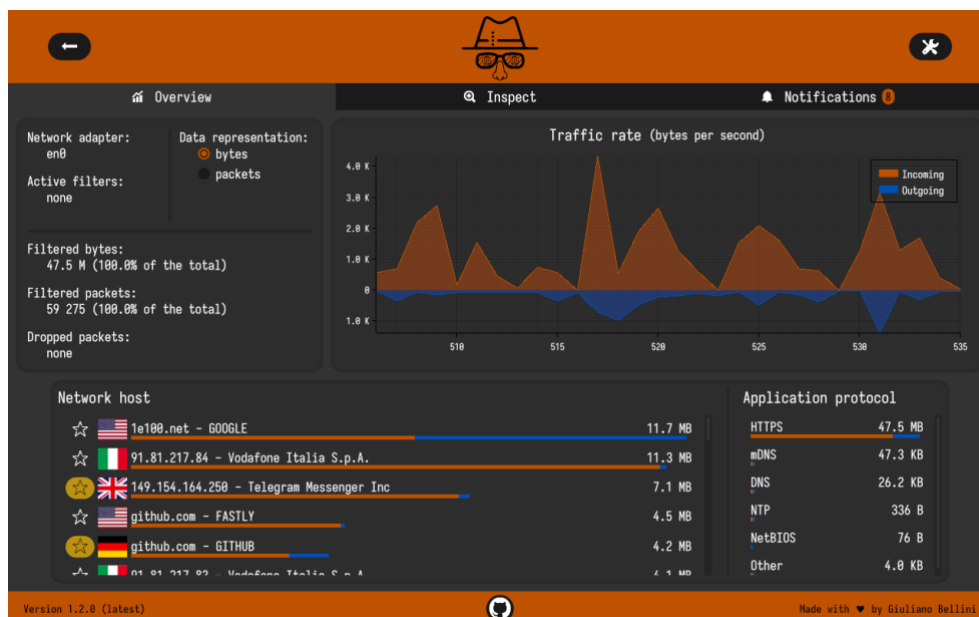 Overview
Inspect
Notifications 8
Network adapter:
en0
Active filters:
none
Data representation:
bytes
packets
Filtered bytes:
47.5 M (100.0% of the total)
Filtered packets:
59 275 (100.0% of the total)
Dropped packets:
none
Traffic rate (bytes per second)
4.0 K
3.0 K
2.0 K
1.0 K
0
1.0 K
510
515
520
525
530
535
Incoming
Outgoing
Network host
1e100.net - GOOGLE 11.7 MB
91.81.217.84 - Vodafone Italia S.p.A. 11.3 MB
149.154.164.250 - Telegram Messenger Inc 7.1 MB
github.com - FASTLY 4.5 MB
github.com - GITHUB 4.2 MB
Vodafone Italia S.p.A.
Application protocol
HTTPS 47.5 MB
mDNS 47.3 KB
DNS 26.2 KB
NTP 336 B
NetBIOS 76 B
Other 4.0 KB
Version 1.2.0 (latest)
Made with ♥ by Giuliano Bellini